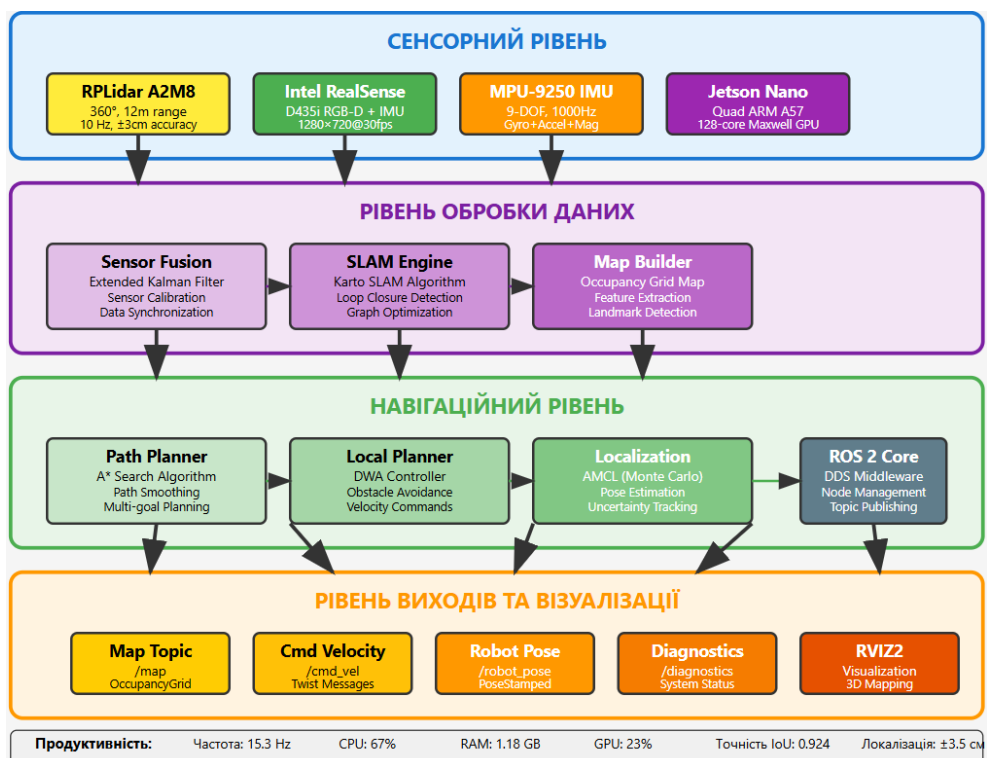 СЕНСОРНИЙ РІВЕНЬ
RPLidar A2M8
360°, 12m range
10 Hz, ±3cm accuracy
Intel RealSense
D435i RGB-D + IMU
1280×720@30fps
MPU-9250 IMU
9-DOF, 1000Hz
Gyro+Accel+Mag
Jetson Nano
Quad ARM A57
128-core Maxwell GPU
РІВЕНЬ ОБРОБКИ ДАНИХ
Sensor Fusion
Extended Kalman Filter
Sensor Calibration
Data Synchronization
SLAM Engine
Karto SLAM Algorithm
Loop Closure Detection
Graph Optimization
Map Builder
Occupancy Grid Map
Feature Extraction
Landmark Detection
НАВІГАЦІЙНИЙ РІВЕНЬ
Path Planner
A* Search Algorithm
Path Smoothing
Multi-goal Planning
Local Planner
DWA Controller
Obstacle Avoidance
Velocity Commands
Localization
AMCL (Monte Carlo)
Pose Estimation
Uncertainty Tracking
ROS 2 Core
DDS Middleware
Node Management
Topic Publishing
РІВЕНЬ ВИХОДІВ ТА ВІЗУАЛІЗАЦІЇ
Map Topic
/map
OccupancyGrid
Cmd Velocity
/cmd_vel
Twist Messages
Robot Pose
/robot_pose
PoseStamped
Diagnostics
/diagnostics
System Status
RVIZ2
Visualization
3D Mapping
Продуктивність: Частота: 15.3 Hz CPU: 67% RAM: 1.18 GB GPU: 23% Точність IoU: 0.924 Локалізація: ±3.5 см